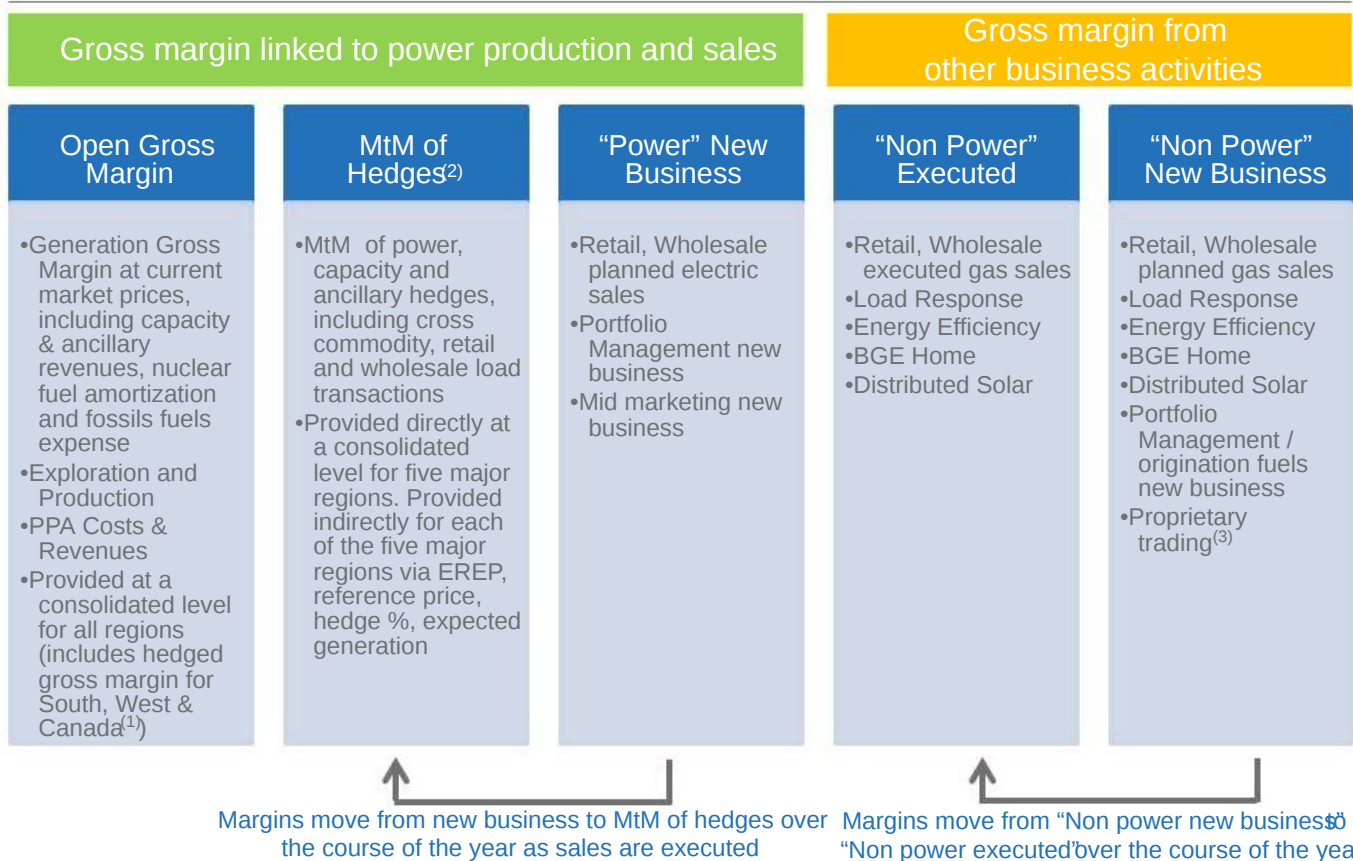 Gross margin linked to power production and sales
Gross margin from
other business activities
Open Gross
Margin
•Generation Gross
Margin at current
market prices,
including capacity
& ancillary
revenues, nuclear
fuel amortization
and fossils fuels
expense
•Exploration and
Production
•PPA Costs &
Revenues
•Provided at a
consolidated level
for all regions
(includes hedged
gross margin for
South, West &
Canada(1))
MtM of
Hedges(2)
•MtM of power,
capacity and
ancillary hedges,
including cross
commodity, retail
and wholesale load
transactions
•Provided directly at
a consolidated
level for five major
regions. Provided
indirectly for each
of the five major
regions via EREP,
reference price,
hedge %, expected
generation
“Power” New
Business
•Retail, Wholesale
planned electric
sales
•Portfolio
Management new
business
•Mid marketing new
business
“Non Power”
Executed
•Retail, Wholesale
executed gas sales
•Load Response
•Energy Efficiency
•BGE Home
•Distributed Solar
“Non Power”
New Business
•Retail, Wholesale
planned gas sales
•Load Response
•Energy Efficiency
•BGE Home
•Distributed Solar
•Portfolio
Management /
origination fuels
new business
•Proprietary
trading(3)
Margins move from new business to MtM of hedges over
the course of the year as sales are executed
Margins move from “Non power new business” to
“Non power executed” over the course of the yea